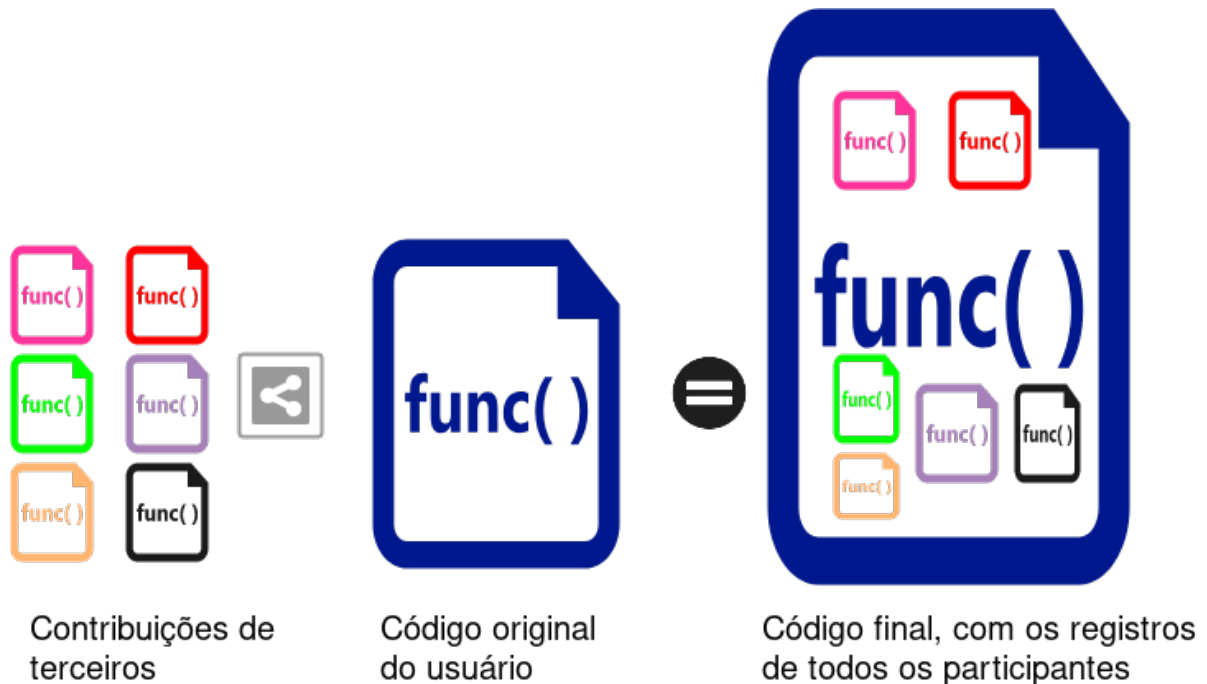 func( ) func( )
func( )
func( ) func( )
func( ) func( )
func( )
func( ) func( )
func( ) func( ) func( )
func( ) func( )
func( )
Contribuições de
terceiros
Código original
do usuário
Código final, com os registros
de todos os participantes